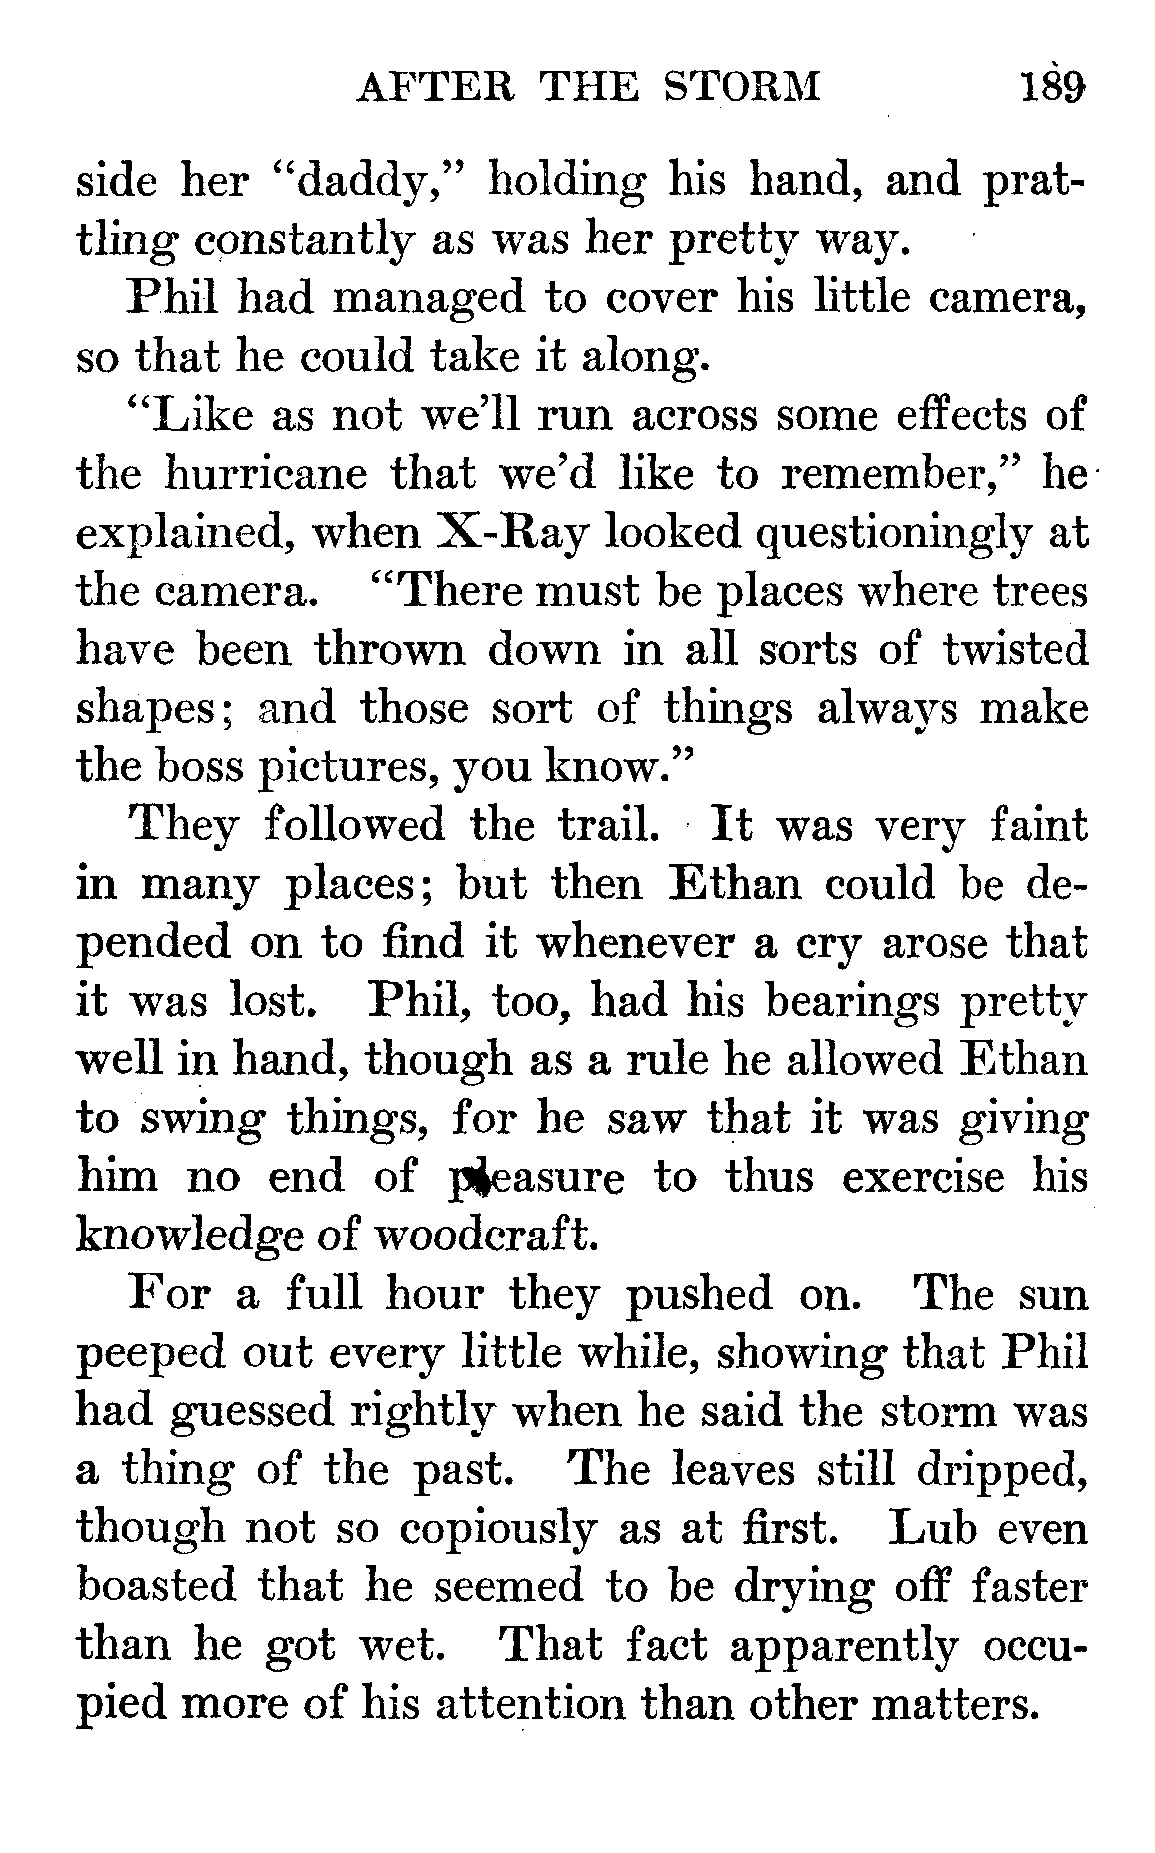 AFTER THE STORM 189
side her "daddy," holding his hand, and prat-
tling constantly as was her pretty way.
Phil had managed to cover his little camera,
so that he could take it along.
"Like as not we'll run across some effects of
the hurricane that we'd like to remember," he
explained, when X-Ray looked questioningly at
the camera. "There must be places where trees
have been thrown down in all sorts of twisted
shapes; and those sort of things always make
the boss pictures, you know."
They followed the trail. It was very faint
in many places; but then Ethan could be de-
pended on to find it whenever a cry arose that
it was lost. Phil, too, had his bearings pretty
well in hand, though as a rule he allowed Ethan
to swing things, for he saw that it was giving
him no end of pleasure to thus exercise his
knowledge of woodcraft.
For a full hour they pushed on. The sun
peeped out every little while, showing that Phil
had guessed rightly when he said the storm was
a thing of the past. The leaves still dripped,
though not so copiously as at first. Lub even
boasted that he seemed to be drying off faster
than he got wet. That fact apparently occu-
pied more of his attention than other matters.